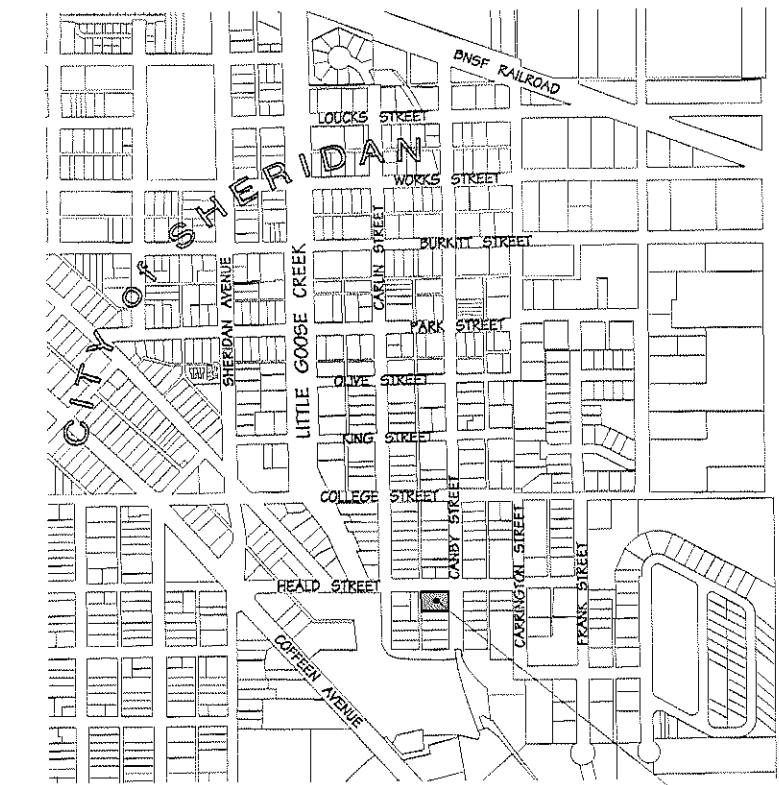 BNSF RAILROAD
LOUCKS STREET
CITY OF SHERIDAN
WORKS STREET
CARLIN STREET
BURKITT STREET
SHERIDAN AVENUE
LITTLE GOOSE CREEK
PARK STREET
OLIVE STREET
KING STREET
COLLEGE STREET
CANBY STREET
CARRINGTON STREET
FRANK STREET
HEALD STREET
COFFEEN AVENUE